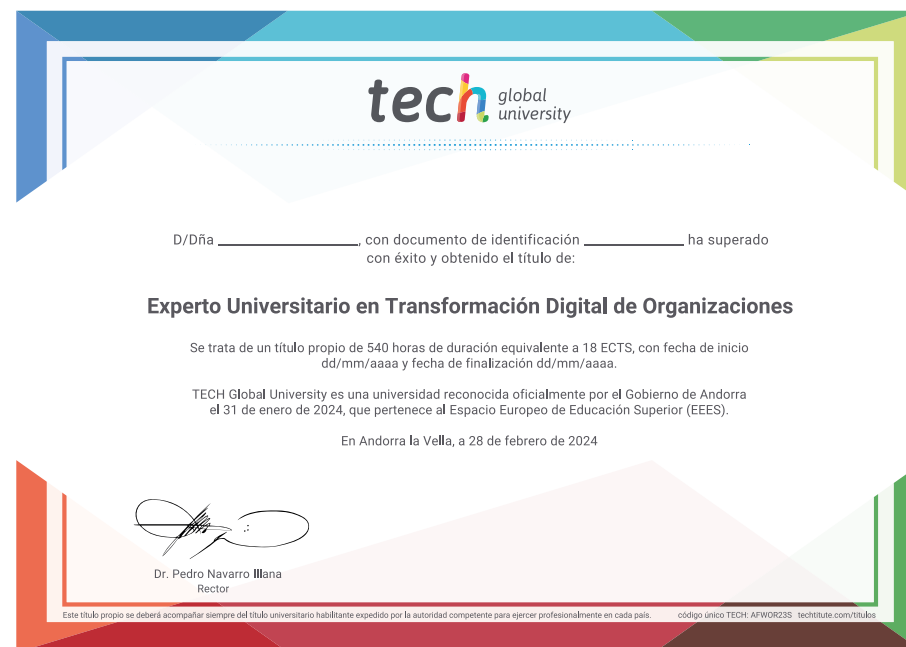 tech global
university
D/Dña ____________________, con documento de identificación ______________ ha superado
con éxito y obtenido el título de:
Experto Universitario en Transformación Digital de Organizaciones
Se trata de un título propio de 540 horas de duración equivalente a 18 ECTS, con fecha de inicio
dd/mm/aaaa y fecha de finalización dd/mm/aaaa.
TECH Global University es una universidad reconocida oficialmente por el Gobierno de Andorra
el 31 de enero de 2024, que pertenece al Espacio Europeo de Educación Superior (EEES).
En Andorra la Vella, a 28 de febrero de 2024
Dr. Pedro Navarro Illana
Rector
Este título propio se deberá acompañar siempre del título universitario habilitante expedido por la autoridad competente para ejercer profesionalmente en cada país. código único TECH: AFWOR23S techtitute.com/titulos